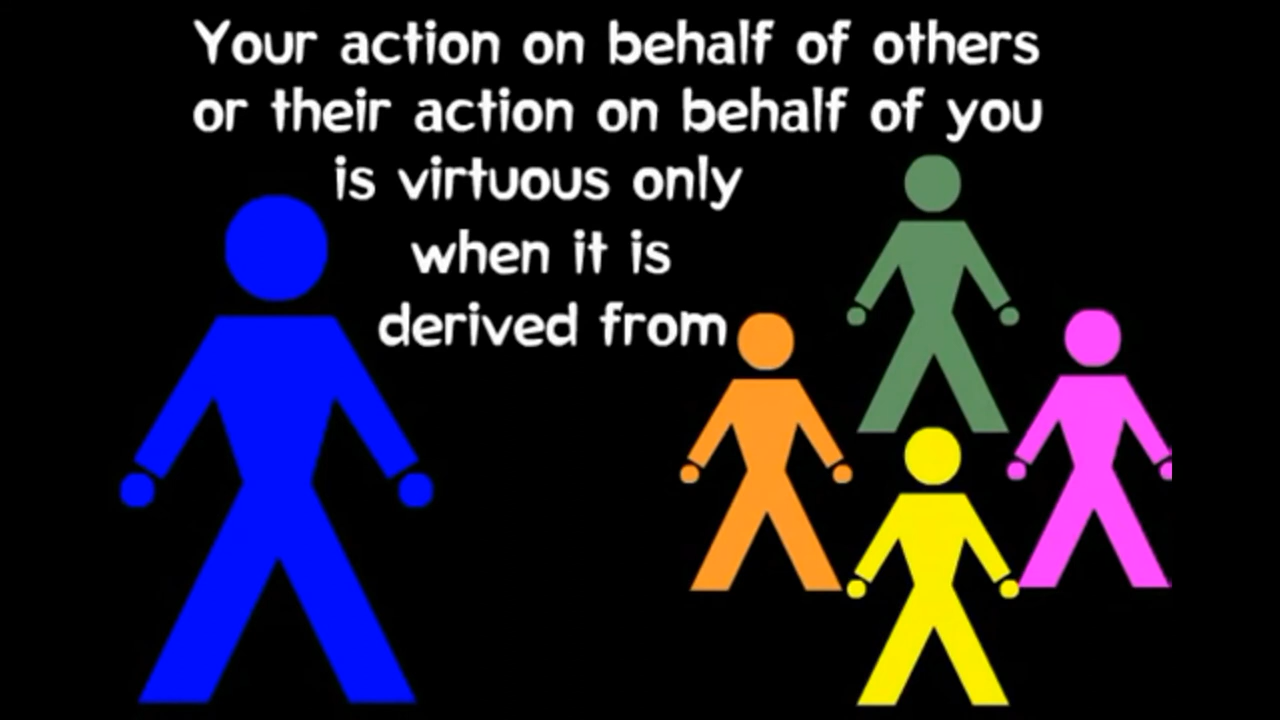 Your action on behalf of others
or their action on behalf of you
is virtuous only
when it is
derived from